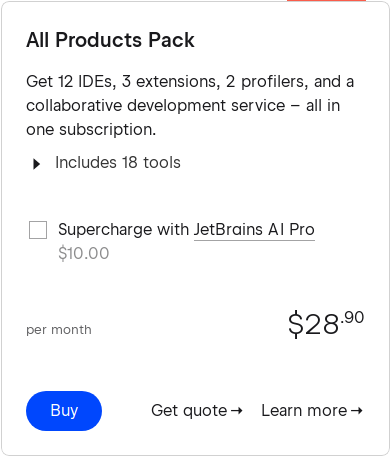 All Products Pack
Get 12 IDEs, 3 extensions, 2 profilers, and a
collaborative development service – all in
one subscription.
Includes 18 tools
Supercharge with JetBrains AI Pro
$10.00
per month
$28.90
Buy
Get quote →
Learn more →